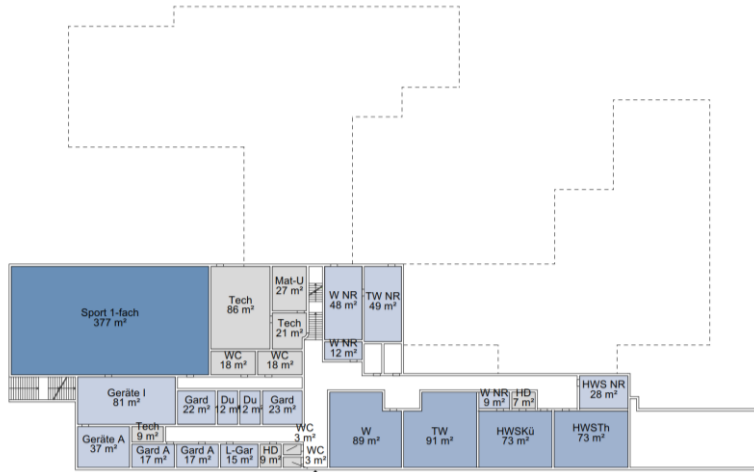 Sport 1-fach
377 m²
Tech
86 m²
Mat-U
27 m²
Tech
21 m²
W NR
48 m²
TW NR
49 m²
W NR
12 m²
WC
18 m²
WC
18 m²
Geräte I
81 m²
Gard
22 m²
Du
12 m²
Du
12 m²
Gard
23 m²
W NR
9 m²
HD
7 m²
HWS NR
28 m²
Geräte A
37 m²
Tech
9 m²
Gard A
17 m²
Gard A
17 m²
L-Gar
15 m²
HD
9 m²
WC
3 m²
WC
3 m²
W
89 m²
TW
91 m²
HWSKü
73 m²
HWSTh
73 m²